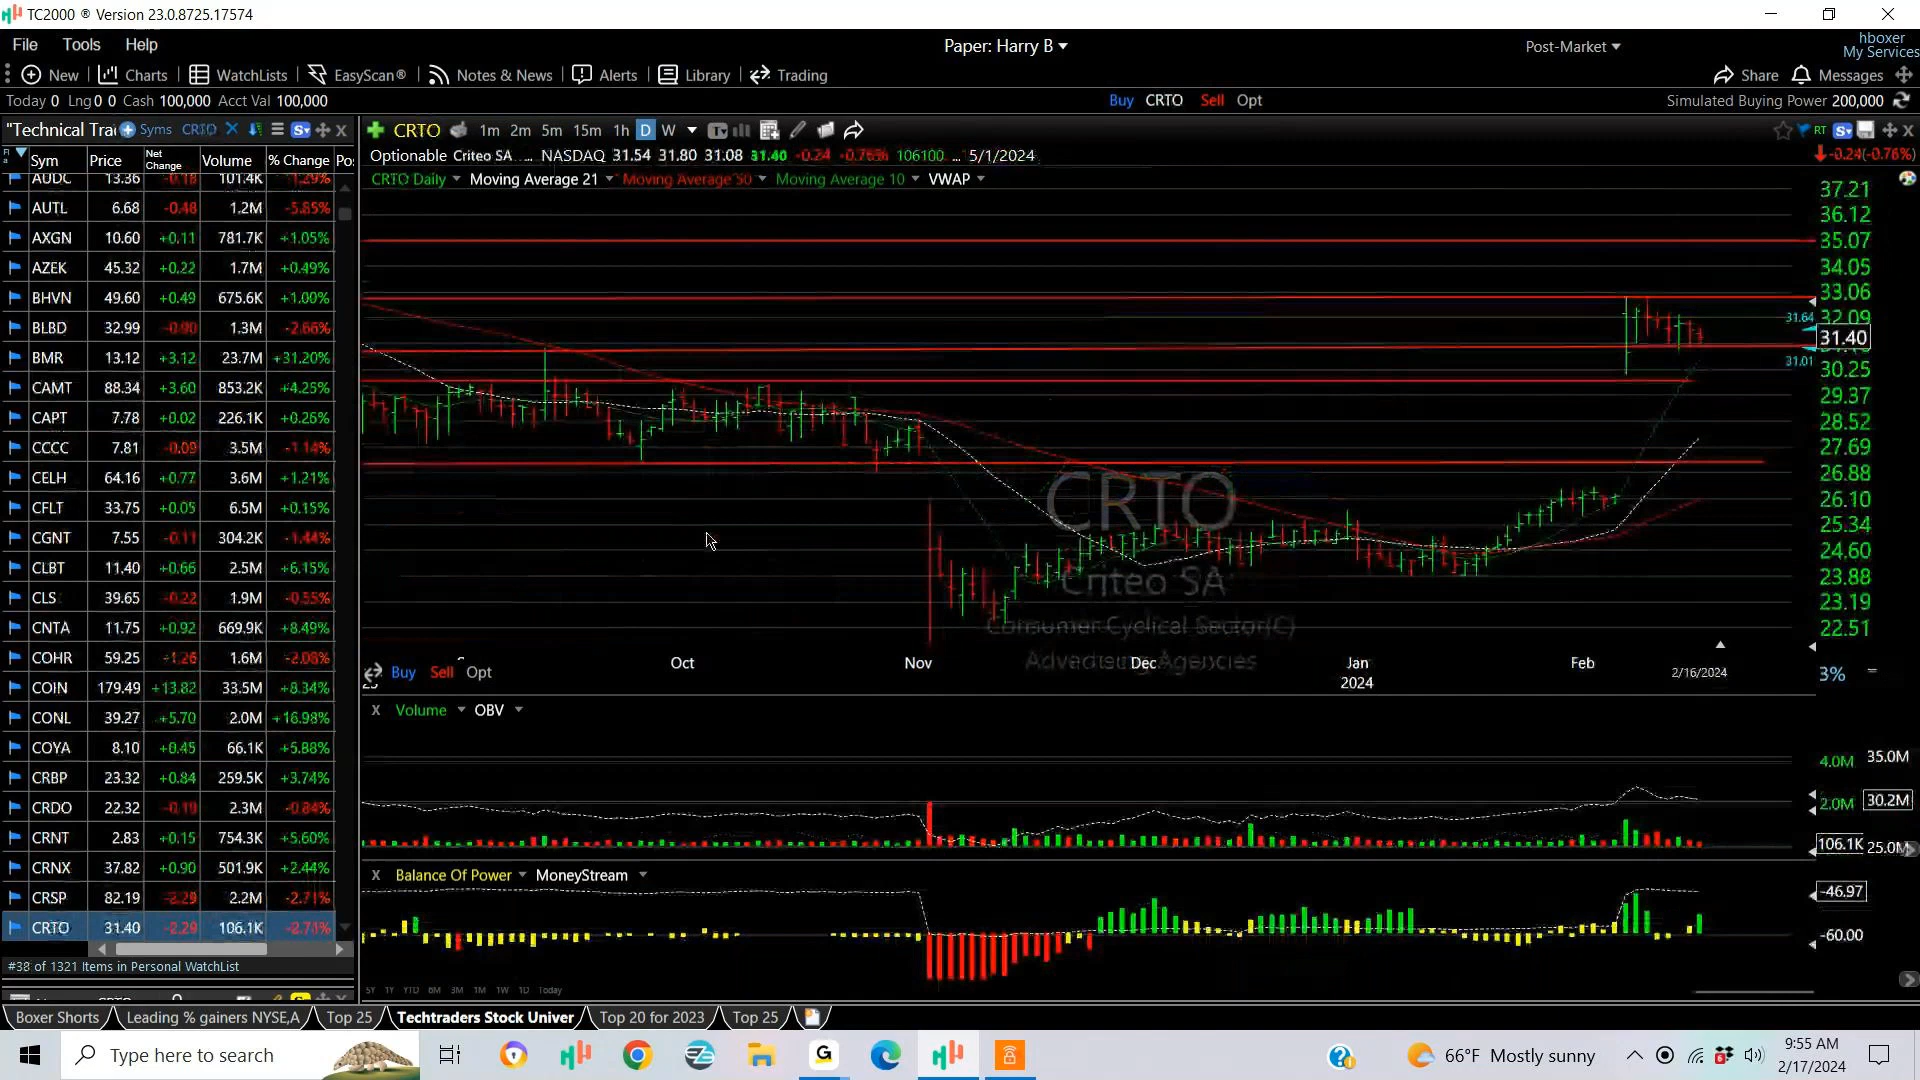 TC2000 ® Version 23.0.8725.17574
File Tools Help
Paper: Harry B
Post-Market
hboxer
My Services
New Charts WatchLists EasyScan® Notes & News Alerts Library Trading
Share Messages
Today 0 Lng 0 0 Cash 100,000 Acct Val 100,000
Buy CRTO Sell Opt
Simulated Buying Power 200,000
"Technical Tra Syms CRTO
CRTO 1m 2m 5m 15m 1h D W
RT
Sym Price Net Change Volume % Change Po:
Optionable Criteo SA ... NASDAQ 31.54 31.80 31.08 31.40 -0.24 -0.76% 106100 ... 5/1/2024
-0.24(-0.76%)
CRTO Daily Moving Average 21 Moving Average 50 Moving Average 10 VWAP
AUDC 13.36 -0.18 101.4K -1.29%
AUTL 6.68 -0.48 1.2M -5.85%
AXGN 10.60 +0.11 781.7K +1.05%
AZEK 45.32 +0.22 1.7M +0.49%
BHVN 49.60 +0.49 675.6K +1.00%
BLBD 32.99 -0.90 1.3M -2.66%
BMR 13.12 +3.12 23.7M +31.20%
CAMT 88.34 +3.60 853.2K +4.25%
CAPT 7.78 +0.02 226.1K +0.26%
CCCC 7.81 -0.09 3.5M -1.14%
CELH 64.16 +0.77 3.6M +1.21%
CFLT 33.75 +0.05 6.5M +0.15%
CGNT 7.55 -0.11 304.2K -1.44%
CLBT 11.40 +0.66 2.5M +6.15%
CLS 39.65 -0.22 1.9M -0.55%
CNTA 11.75 +0.92 669.9K +8.49%
COHR 59.25 -1.26 1.6M -2.08%
COIN 179.49 +13.82 33.5M +8.34%
CONL 39.27 +5.70 2.0M +16.98%
COYA 8.10 +0.45 66.1K +5.88%
CRBP 23.32 +0.84 259.5K +3.74%
CRDO 22.32 -0.19 2.3M -0.84%
CRNT 2.83 +0.15 754.3K +5.60%
CRNX 37.82 +0.90 501.9K +2.44%
CRSP 82.19 -2.29 2.2M -2.71%
CRTO 31.40 -2.29 106.1K -2.71%
#38 of 1321 Items in Personal WatchList
37.21
36.12
35.07
34.05
33.06
31.64 32.09
31.40
31.01
30.25
29.37
28.52
27.69
26.88
26.10
25.34
24.60
23.88
23.19
22.51
CRTO
Criteo SA
Consumer Cyclical Sector(C)
Advertising Agencies
Oct Nov Dec Jan Feb
2024
2/16/2024
3%
Buy Sell Opt
X Volume OBV
4.0M 35.0M
2.0M 30.2M
106.1K 25.0M
X Balance Of Power MoneyStream
-46.97
-60.00
5Y 1Y YTD 6M 3M 1M 1W 1D Today
Boxer Shorts Leading % gainers NYSE,A Top 25 Techtraders Stock Univer Top 20 for 2023 Top 25
Type here to search
66°F Mostly sunny
9:55 AM
2/17/2024